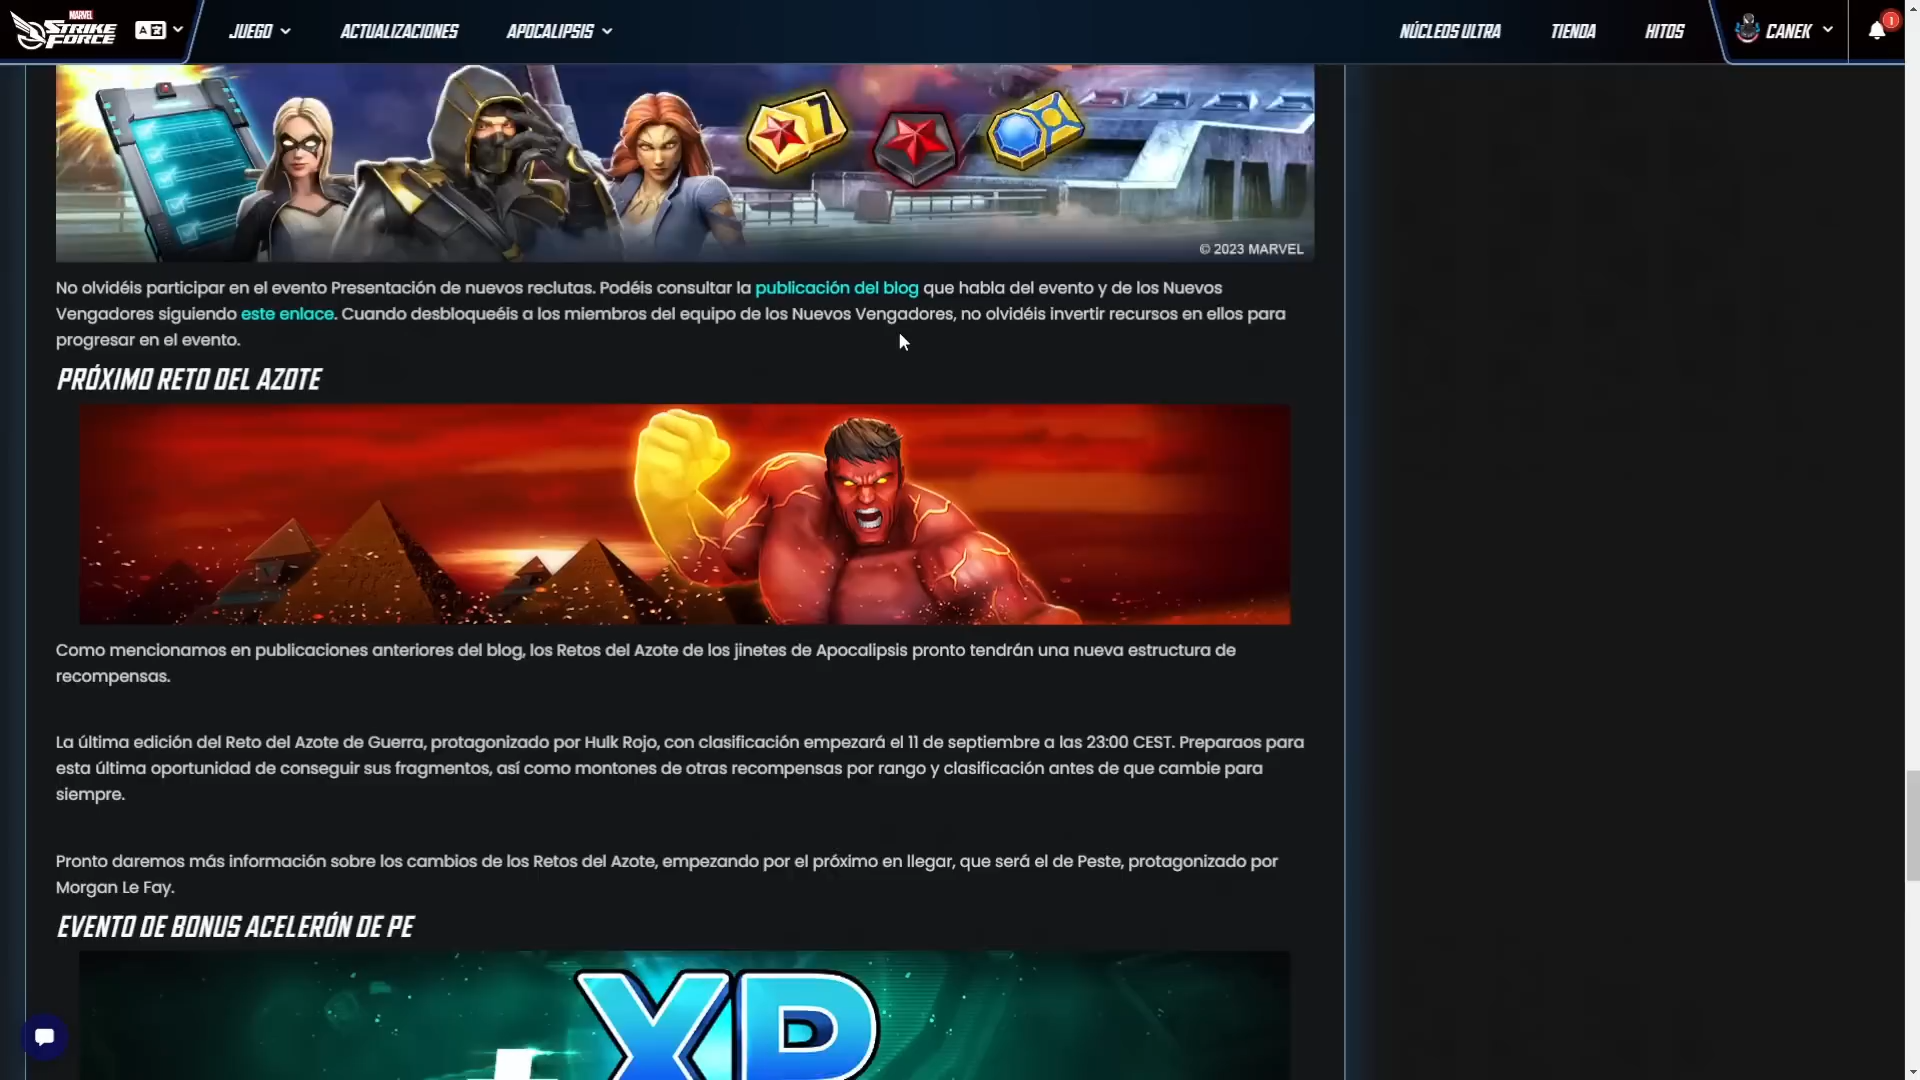 MARVEL
STRIKE
FORCE
JUEGO
ACTUALIZACIONES
APOCALIPSIS
NÚCLEOS ULTRA
TIENDA
HITOS
CANEK
1
7
© 2023 MARVEL
No olvidéis participar en el evento Presentación de nuevos reclutas. Podéis consultar la publicación del blog que habla del evento y de los Nuevos
Vengadores siguiendo este enlace. Cuando desbloqueéis a los miembros del equipo de los Nuevos Vengadores, no olvidéis invertir recursos en ellos para
progresar en el evento.
PRÓXIMO RETO DEL AZOTE
Como mencionamos en publicaciones anteriores del blog, los Retos del Azote de los jinetes de Apocalipsis pronto tendrán una nueva estructura de
recompensas.
La última edición del Reto del Azote de Guerra, protagonizado por Hulk Rojo, con clasificación empezará el 11 de septiembre a las 23:00 CEST. Preparaos para
esta última oportunidad de conseguir sus fragmentos, así como montones de otras recompensas por rango y clasificación antes de que cambie para
siempre.
Pronto daremos más información sobre los cambios de los Retos del Azote, empezando por el próximo en llegar, que será el de Peste, protagonizado por
Morgan Le Fay.
EVENTO DE BONUS ACELERÓN DE PE
XP